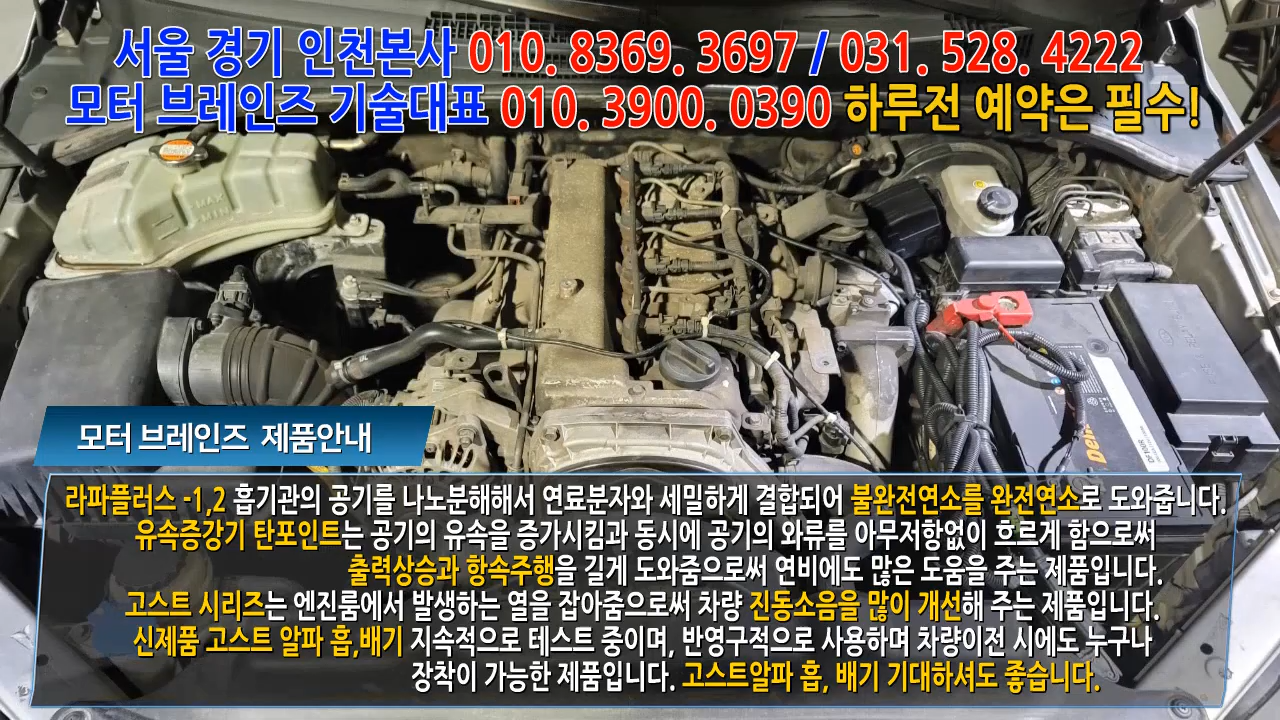 서울 경기 인천본사 010. 8369. 3697 / 031. 528. 4222
모터 브레인즈 기술대표 010. 3900. 0390 하루전 예약은 필수!
MAX
MIN
모터 브레인즈 제품안내
라파플러스 -1,2 흡기관의 공기를 나노분해해서 연료분자와 세밀하게 결합되어 불완전연소를 완전연소로 도와줍니다.
유속증강기 탄포인트는 공기의 유속을 증가시킴과 동시에 공기의 와류를 아무저항없이 흐르게 함으로써
출력상승과 항속주행을 길게 도와줌으로써 연비에도 많은 도움을 주는 제품입니다.
고스트 시리즈는 엔진룸에서 발생하는 열을 잡아줌으로써 차량 진동소음을 많이 개선해 주는 제품입니다.
신제품 고스트 알파 흡,배기 지속적으로 테스트 중이며, 반영구적으로 사용하며 차량이전 시에도 누구나
장착이 가능한 제품입니다. 고스트알파 흡, 배기 기대하셔도 좋습니다.